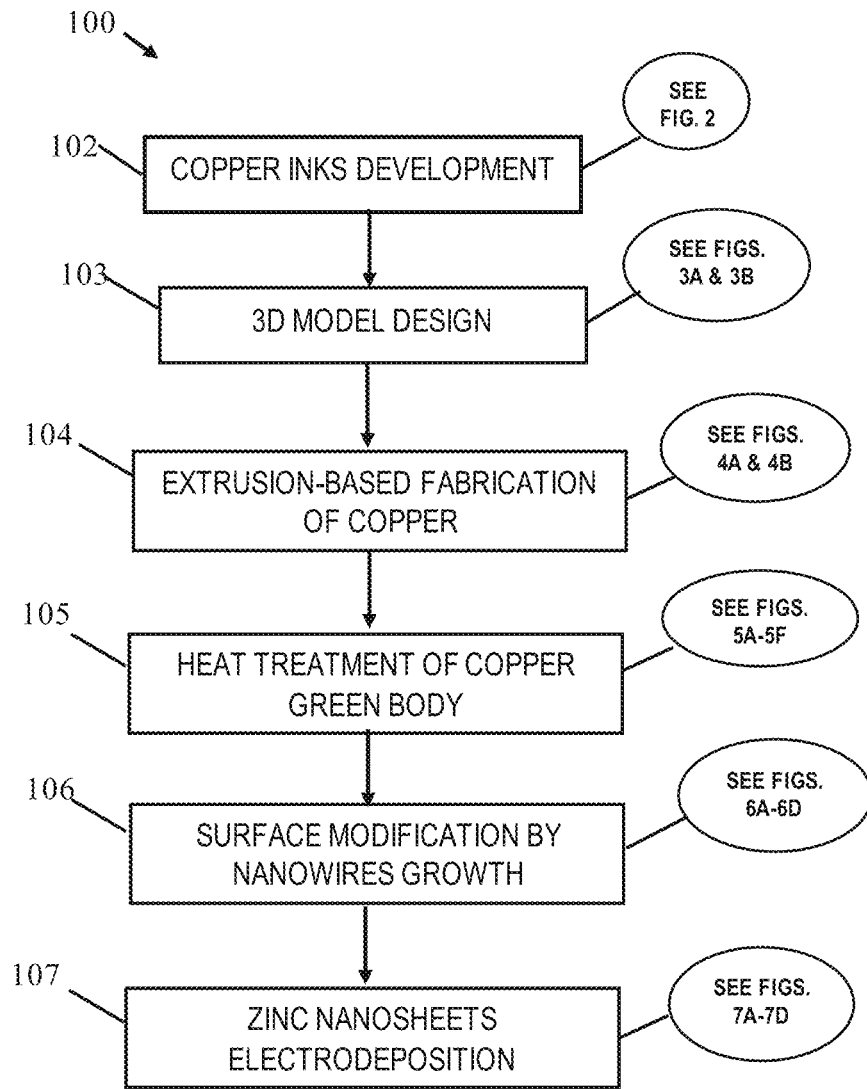 100
SEE
FIG. 2
102
COPPER INKS DEVELOPMENT
SEE FIGS.
3A & 3B
103
3D MODEL DESIGN
SEE FIGS.
4A & 4B
104
EXTRUSION-BASED FABRICATION
OF COPPER
SEE FIGS.
5A-5F
105
HEAT TREATMENT OF COPPER
GREEN BODY
SEE FIGS.
6A-6D
106
SURFACE MODIFICATION BY
NANOWIRES GROWTH
SEE FIGS.
7A-7D
107
ZINC NANOSHEETS
ELECTRODEPOSITION